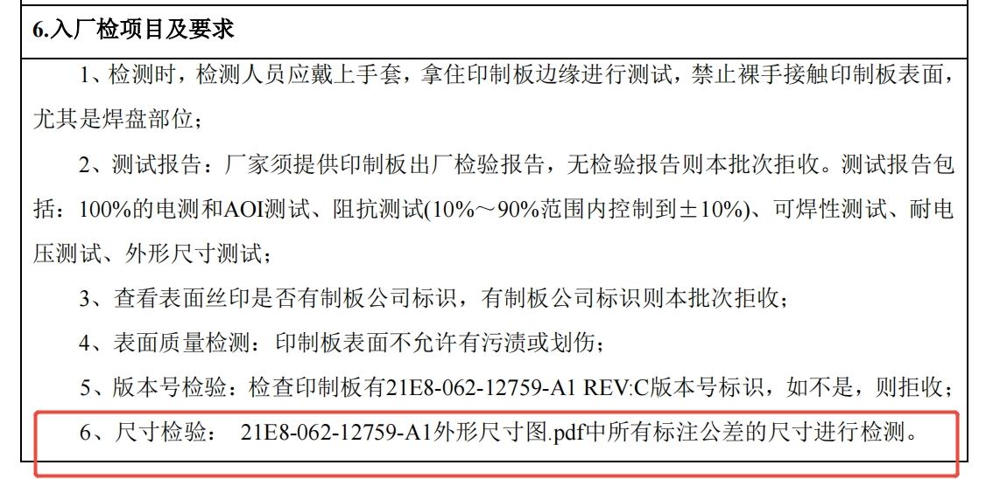 6.入厂检项目及要求
1、检测时，检测人员应戴上手套，拿住印制板边缘进行测试，禁止裸手接触印制板表面，
尤其是焊盘部位；
2、测试报告：厂家须提供印制板出厂检验报告，无检验报告则本批次拒收。测试报告包
括：100%的电测和AOI测试、阻抗测试(10%～90%范围内控制到±10%)、可焊性测试、耐电
压测试、外形尺寸测试；
3、查看表面丝印是否有制板公司标识，有制板公司标识则本批次拒收；
4、表面质量检测：印制板表面不允许有污渍或划伤；
5、版本号检验：检查印制板有21E8-062-12759-A1 REV:C版本号标识，如不是，则拒收；
6、尺寸检验： 21E8-062-12759-A1外形尺寸图.pdf中所有标注公差的尺寸进行检测。